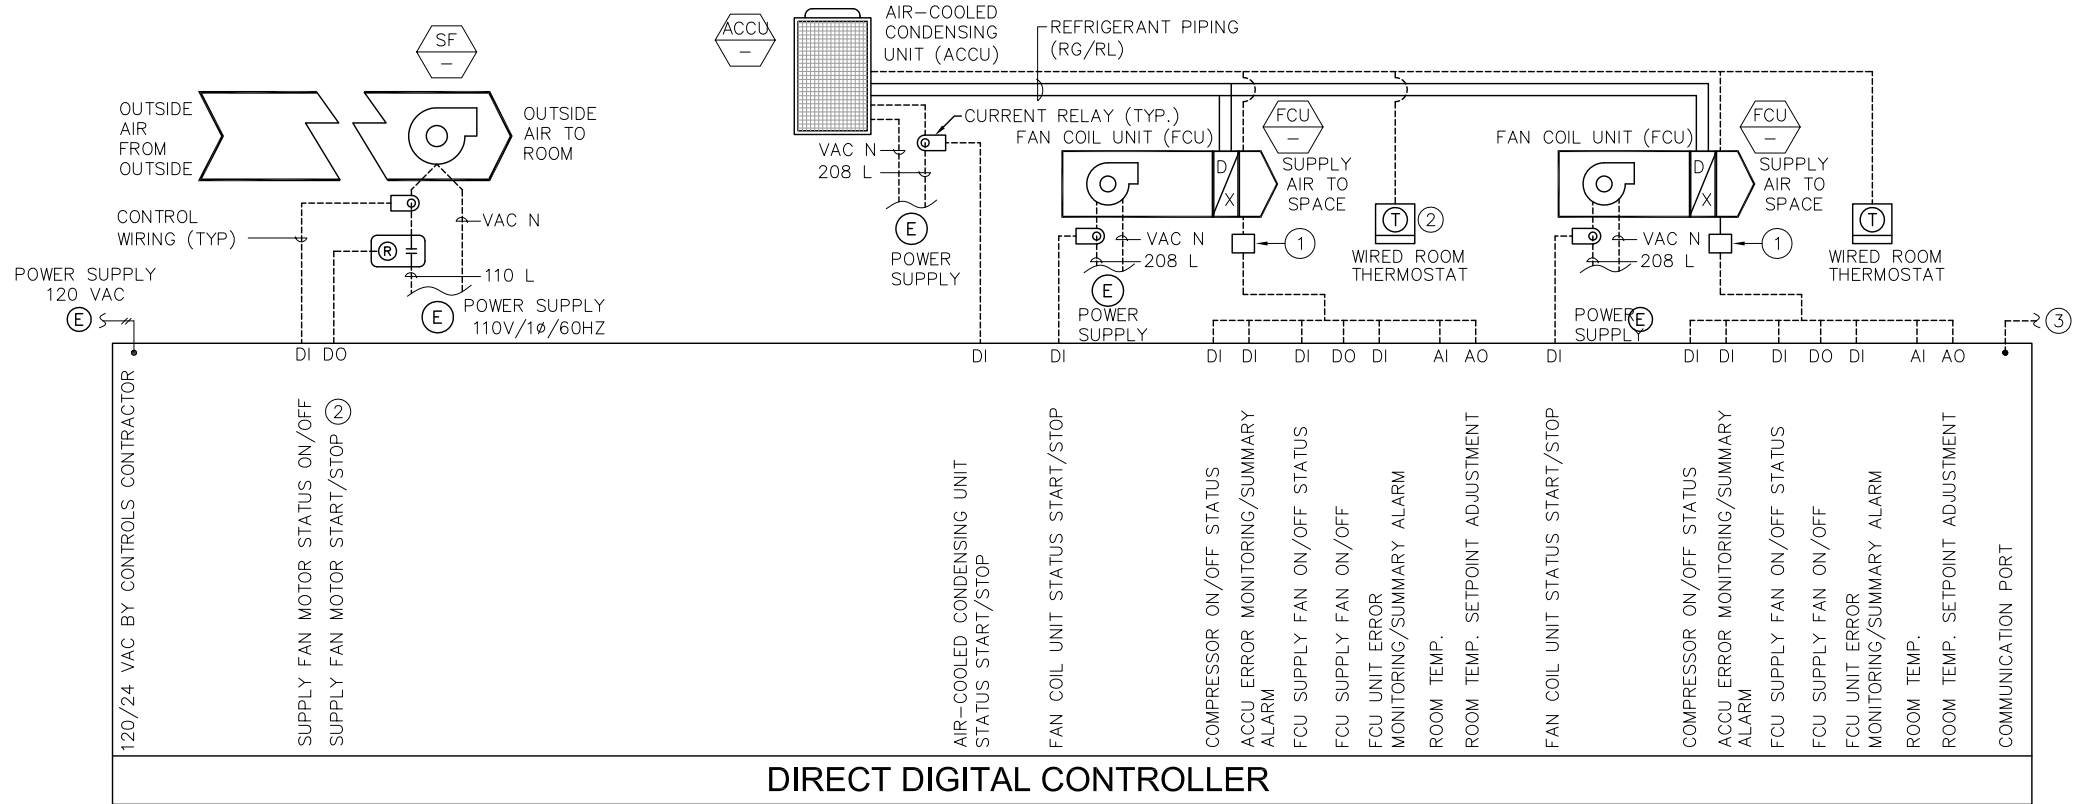 SF
–
ACCU
–
AIR–COOLED
CONDENSING
UNIT (ACCU)
REFRIGERANT PIPING
(RG/RL)
OUTSIDE
AIR
FROM
OUTSIDE
OUTSIDE
AIR TO
ROOM
CURRENT RELAY (TYP.)
FAN COIL UNIT (FCU)
FCU
–
FAN COIL UNIT (FCU)
FCU
–
VAC N
208 L
D
X
SUPPLY
AIR TO
SPACE
D
X
SUPPLY
AIR TO
SPACE
CONTROL
WIRING (TYP)
VAC N
R
110 L
E
POWER SUPPLY
110V/1ø/60HZ
E
POWER
SUPPLY
VAC N
208 L
E
POWER
SUPPLY
1
T
2
WIRED ROOM
THERMOSTAT
VAC N
208 L
E
POWER
SUPPLY
1
T
WIRED ROOM
THERMOSTAT
POWER SUPPLY
120 VAC
E
3
DI
DO
DI
DI
DI
DI
DI
DO
DI
AI
AO
DI
DI
DI
DI
DO
DI
AI
AO
120/24 VAC BY CONTROLS CONTRACTOR
SUPPLY FAN MOTOR STATUS ON/OFF
SUPPLY FAN MOTOR START/STOP 2
AIR–COOLED CONDENSING UNIT
STATUS START/STOP
FAN COIL UNIT STATUS START/STOP
COMPRESSOR ON/OFF STATUS
ACCU ERROR MONITORING/SUMMARY
ALARM
FCU SUPPLY FAN ON/OFF STATUS
FCU SUPPLY FAN ON/OFF
FCU UNIT ERROR
MONITORING/SUMMARY ALARM
ROOM TEMP.
ROOM TEMP. SETPOINT ADJUSTMENT
FAN COIL UNIT STATUS START/STOP
COMPRESSOR ON/OFF STATUS
ACCU ERROR MONITORING/SUMMARY
ALARM
FCU SUPPLY FAN ON/OFF STATUS
FCU SUPPLY FAN ON/OFF
FCU UNIT ERROR
MONITORING/SUMMARY ALARM
ROOM TEMP.
ROOM TEMP. SETPOINT ADJUSTMENT
COMMUNICATION PORT
DIRECT DIGITAL CONTROLLER